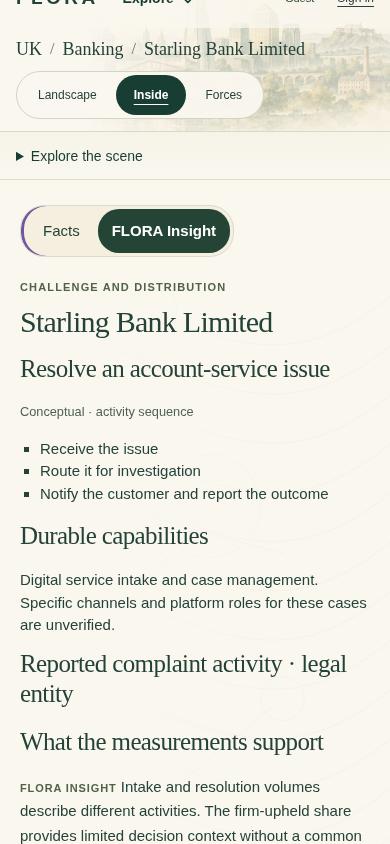 FLORA Explore Guest Sign in
UK / Banking / Starling Bank Limited
Landscape Inside Forces
Explore the scene
Facts FLORA Insight
CHALLENGE AND DISTRIBUTION
Starling Bank Limited
Resolve an account-service issue
Conceptual · activity sequence
Receive the issue
Route it for investigation
Notify the customer and report the outcome
Durable capabilities
Digital service intake and case management.
Specific channels and platform roles for these cases
are unverified.
Reported complaint activity · legal
entity
What the measurements support
FLORA INSIGHT Intake and resolution volumes
describe different activities. The firm-upheld share
provides limited decision context without a common